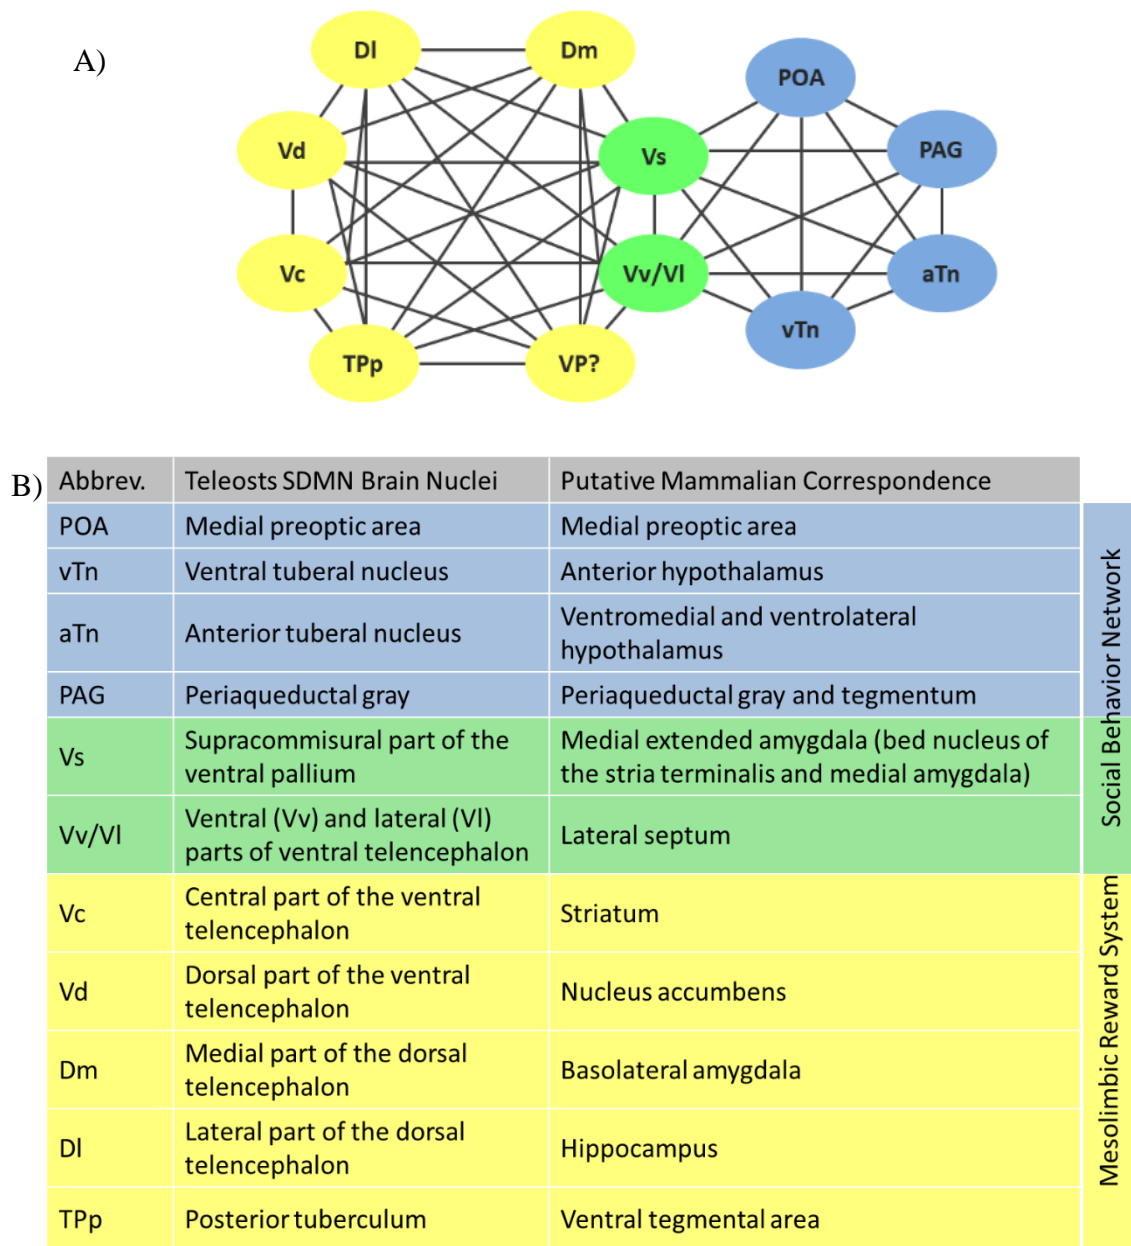 A)
Dl
Dm
POA
Vd
Vs
PAG
Vc
Vv/Vl
aTn
TPp
VP?
vTn
B)
Abbrev. Teleosts SDMN Brain Nuclei Putative Mammalian Correspondence
POA Medial preoptic area Medial preoptic area
vTn Ventral tuberal nucleus Anterior hypothalamus
aTn Anterior tuberal nucleus Ventromedial and ventrolateral
hypothalamus
PAG Periaqueductal gray Periaqueductal gray and tegmentum
Vs Supracommisural part of the
ventral pallium
Medial extended amygdala (bed nucleus of
the stria terminalis and medial amygdala)
Vv/Vl Ventral (Vv) and lateral (Vl)
parts of ventral telencephalon
Lateral septum
Vc Central part of the ventral
telencephalon
Striatum
Vd Dorsal part of the ventral
telencephalon
Nucleus accumbens
Dm Medial part of the dorsal
telencephalon
Basolateral amygdala
Dl Lateral part of the dorsal
telencephalon
Hippocampus
TPp Posterior tuberculum Ventral tegmental area
Social Behavior Network
Mesolimbic Reward System